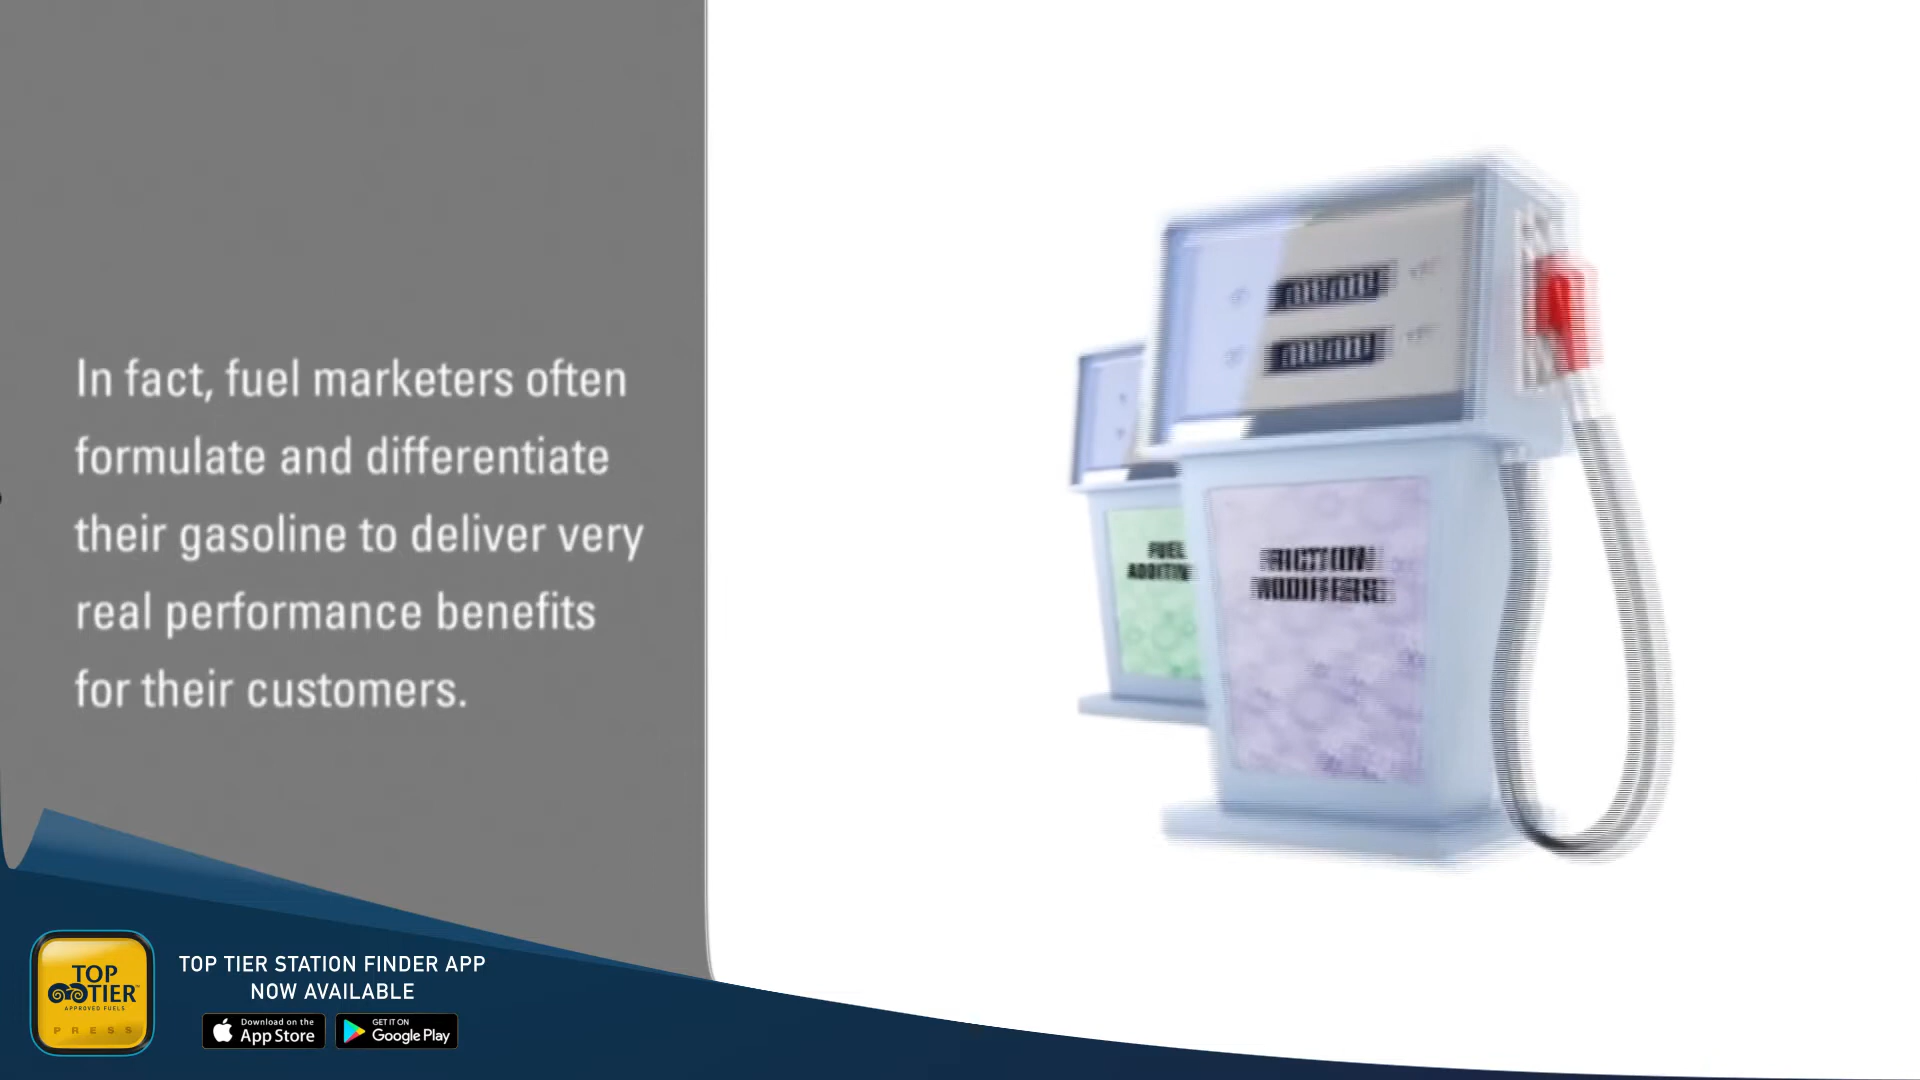 In fact, fuel marketers often
formulate and differentiate
their gasoline to deliver very
real performance benefits
for their customers.
FUEL
FRICTION
MODIFIERS
TOP
TIER
APPROVED FUELS
PRESS
TOP TIER STATION FINDER APP
NOW AVAILABLE
Download on the
App Store
GET IT ON
Google Play